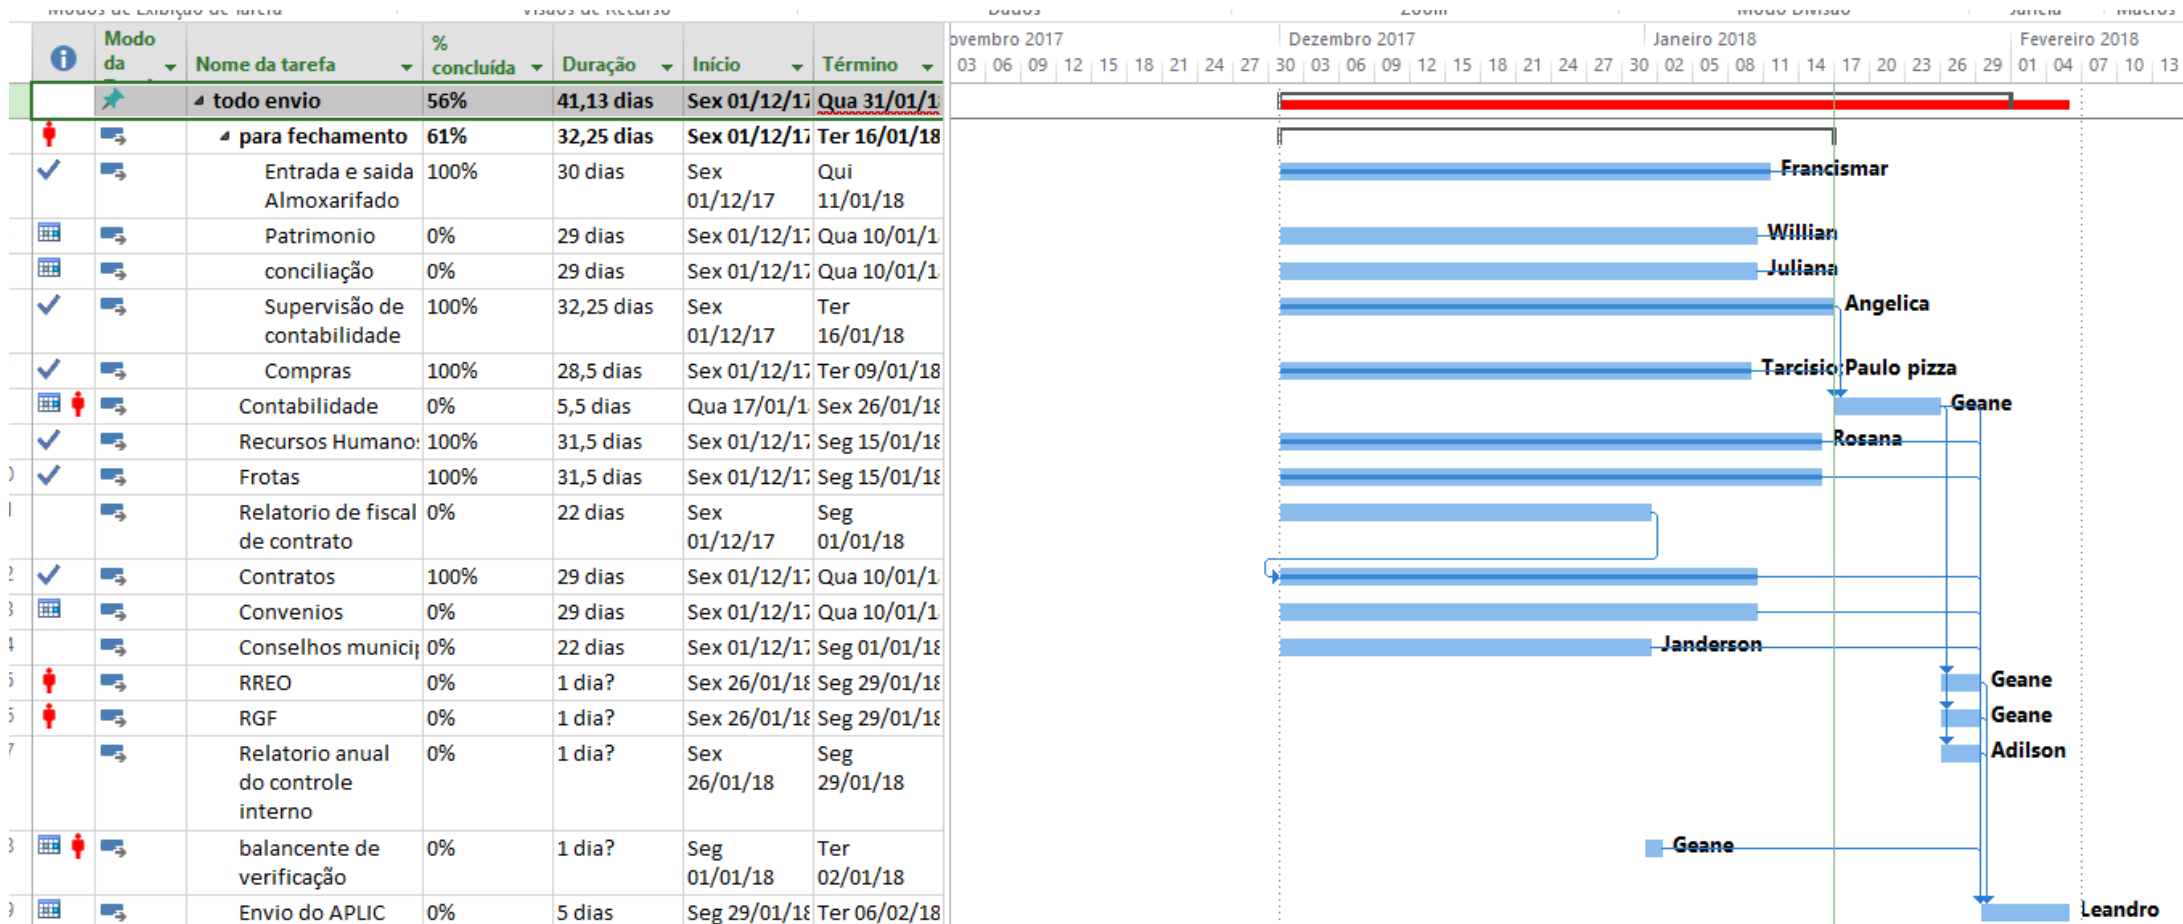 Modos de Exibição de Tarefa Visões de Recurso Dados Zoom Modo Divisão Janela Macros
Modo
da
Nome da tarefa
%
concluída
Duração
Início
Término
ovembro 2017 Dezembro 2017 Janeiro 2018 Fevereiro 2018
03 06 09 12 15 18 21 24 27 30 03 06 09 12 15 18 21 24 27 30 02 05 08 11 14 17 20 23 26 29 01 04 07 10 13
todo envio 56% 41,13 dias Sex 01/12/17 Qua 31/01/1
para fechamento 61% 32,25 dias Sex 01/12/17 Ter 16/01/18
Entrada e saida 100% 30 dias Sex Qui Francismar
Almoxarifado 01/12/17 11/01/18
Patrimonio 0% 29 dias Sex 01/12/17 Qua 10/01/1 Willian
conciliação 0% 29 dias Sex 01/12/17 Qua 10/01/1 Juliana
Supervisão de 100% 32,25 dias Sex Ter Angelica
contabilidade 01/12/17 16/01/18
Compras 100% 28,5 dias Sex 01/12/17 Ter 09/01/18 Tarcisio;Paulo pizza
Contabilidade 0% 5,5 dias Qua 17/01/1 Sex 26/01/18 Geane
Recursos Humanos 100% 31,5 dias Sex 01/12/17 Seg 15/01/18 Rosana
Frotas 100% 31,5 dias Sex 01/12/17 Seg 15/01/18
Relatorio de fiscal 0% 22 dias Sex Seg
de contrato 01/12/17 01/01/18
Contratos 100% 29 dias Sex 01/12/17 Qua 10/01/1
Convenios 0% 29 dias Sex 01/12/17 Qua 10/01/1
Conselhos municip 0% 22 dias Sex 01/12/17 Seg 01/01/18 Janderson
RREO 0% 1 dia? Sex 26/01/18 Seg 29/01/18 Geane
RGF 0% 1 dia? Sex 26/01/18 Seg 29/01/18 Geane
Relatorio anual 0% 1 dia? Sex Seg Adilson
do controle 26/01/18 29/01/18
interno
balancente de 0% 1 dia? Seg Ter Geane
verificação 01/01/18 02/01/18
Envio do APLIC 0% 5 dias Seg 29/01/18 Ter 06/02/18 Leandro